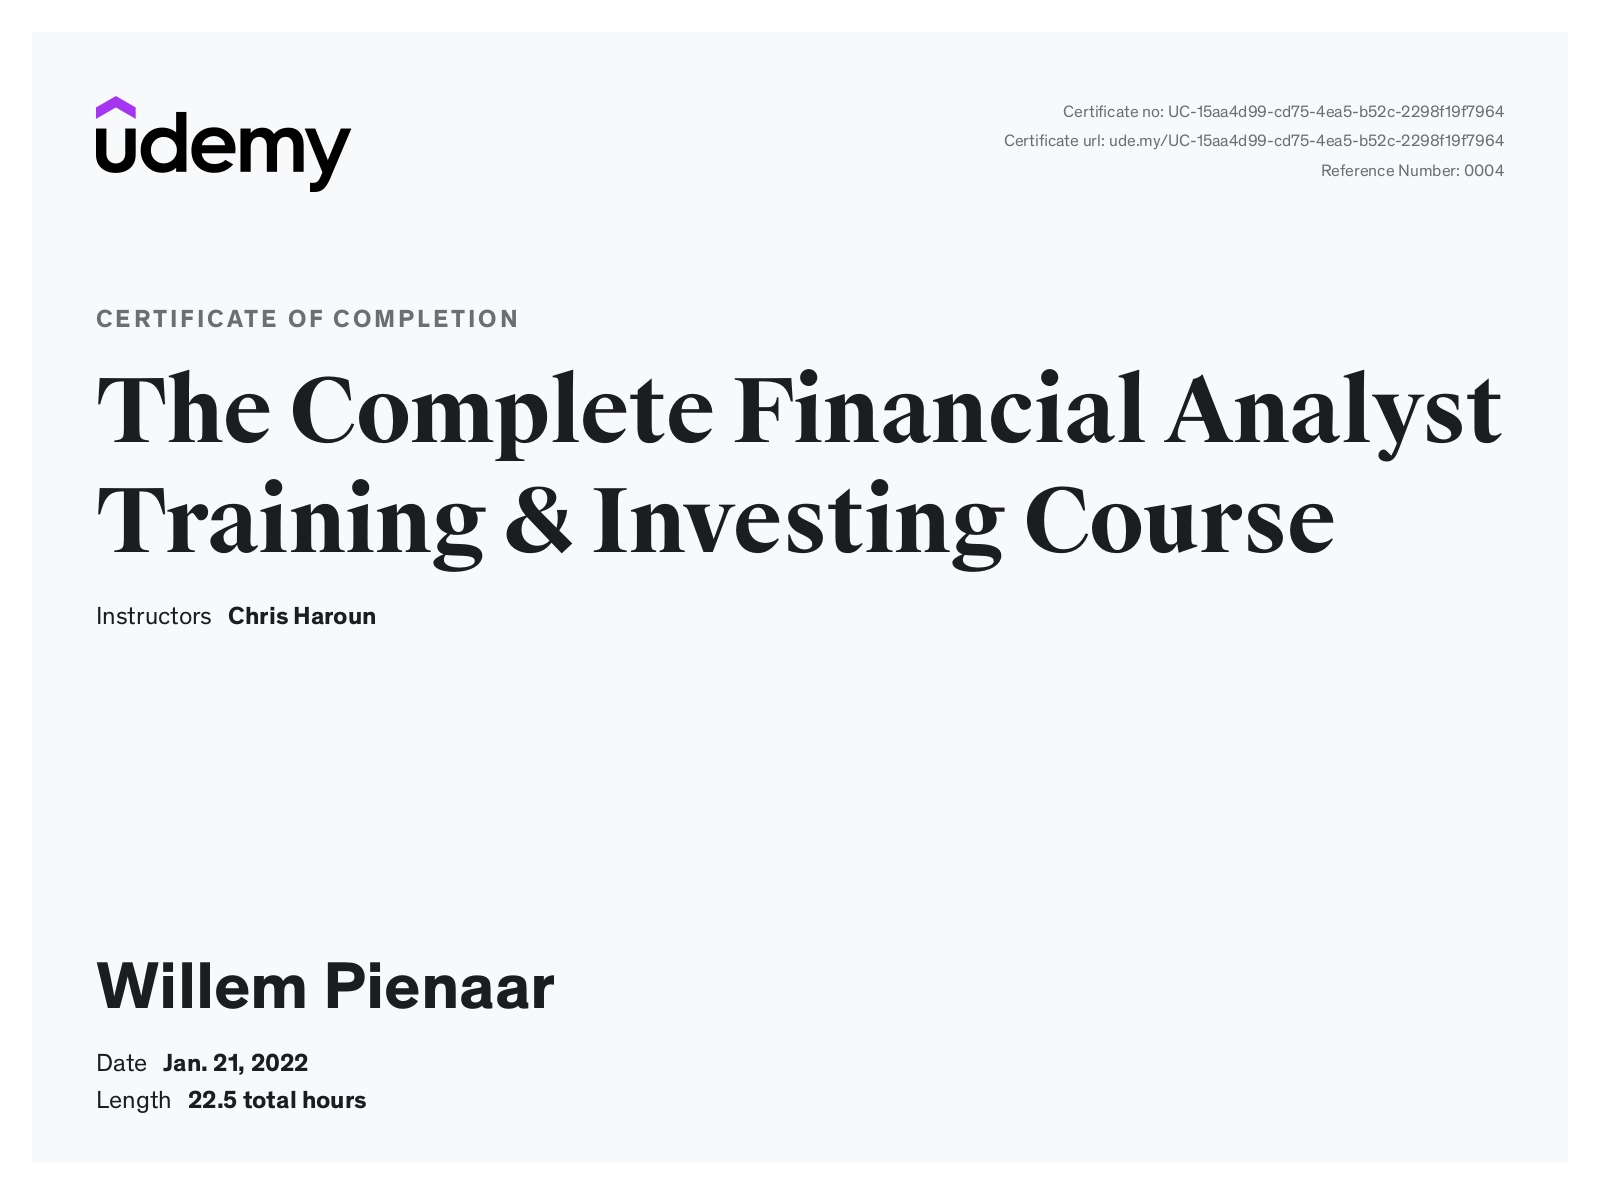 udemy
Certificate no: UC-15aa4d99-cd75-4ea5-b52c-2298f19f7964
Certificate url: ude.my/UC-15aa4d99-cd75-4ea5-b52c-2298f19f7964
Reference Number: 0004
CERTIFICATE OF COMPLETION
The Complete Financial Analyst
Training & Investing Course
Instructors Chris Haroun
Willem Pienaar
Date Jan. 21, 2022
Length 22.5 total hours